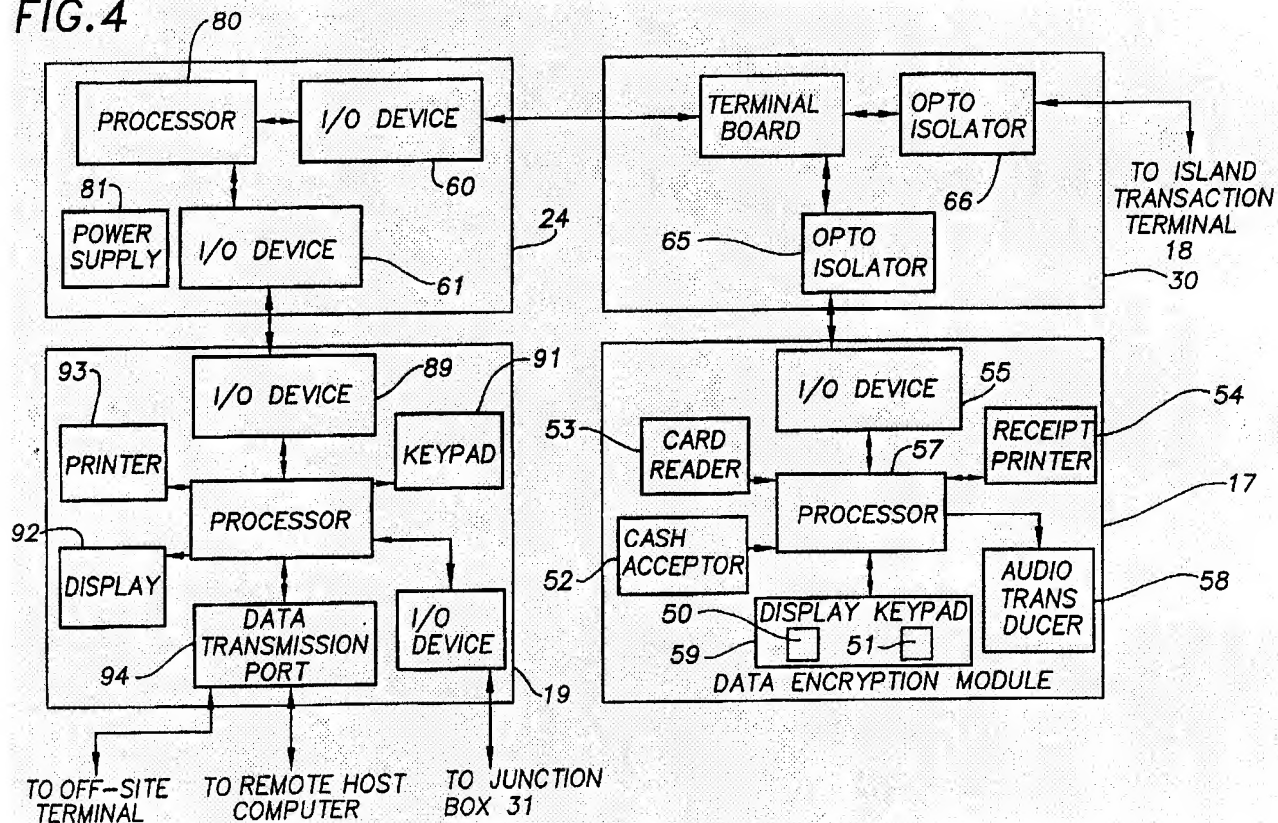 FIG.4
80
PROCESSOR
I/O DEVICE
60
81
POWER
SUPPLY
I/O DEVICE
61
24
TERMINAL
BOARD
OPTO
ISOLATOR
66
65
OPTO
ISOLATOR
TO ISLAND
TRANSACTION
TERMINAL
18
30
93
I/O DEVICE
89
91
PRINTER
KEYPAD
PROCESSOR
92
DISPLAY
DATA
TRANSMISSION
PORT
94
I/O
DEVICE
19
TO OFF-SITE
TERMINAL
TO REMOTE HOST
COMPUTER
TO JUNCTION
BOX 31
I/O DEVICE
55
54
53
CARD
READER
57
RECEIPT
PRINTER
PROCESSOR
17
52
CASH
ACCEPTOR
AUDIO
TRANS
DUCER
58
DISPLAY KEYPAD
50
51
59
DATA ENCRYPTION MODULE